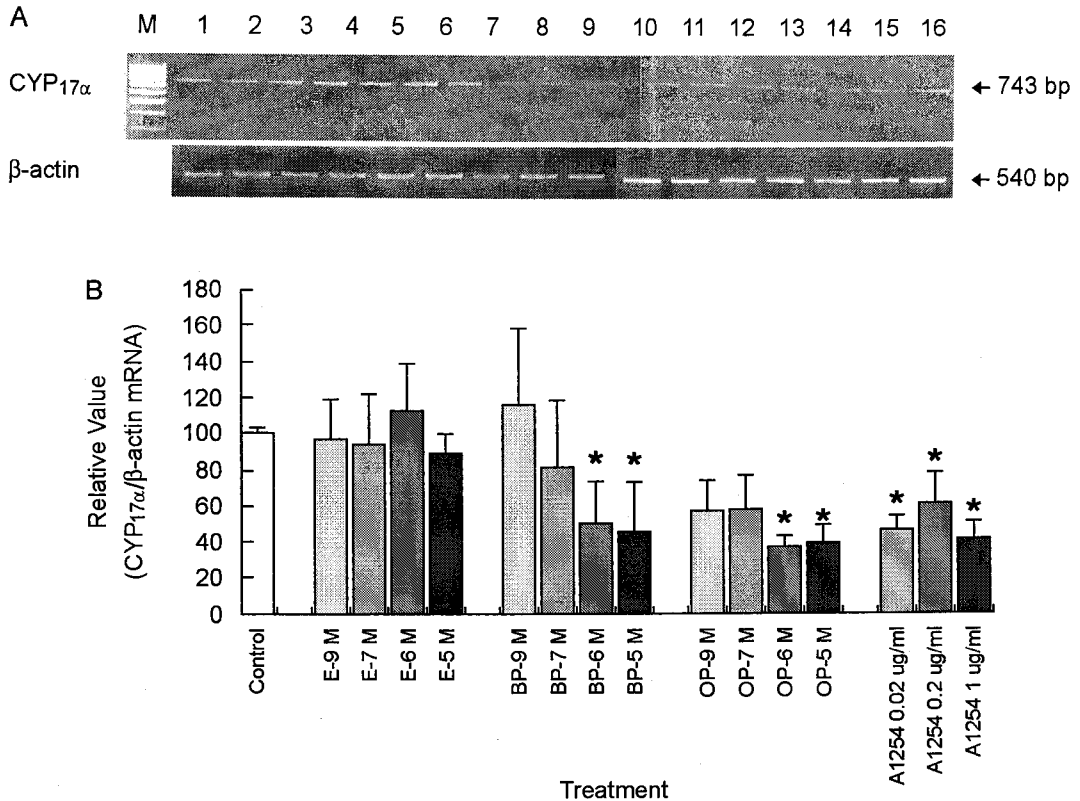 A
M 1 2 3 4 5 6 7 8 9 10 11 12 13 14 15 16
CYP17α
← 743 bp
β-actin
← 540 bp
B
Relative Value
(CYP17α/β-actin mRNA)
180
160
140
120
100
80
60
40
20
0
* * * * * * *
Control
E-9 M
E-7 M
E-6 M
E-5 M
BP-9 M
BP-7 M
BP-6 M
BP-5 M
OP-9 M
OP-7 M
OP-6 M
OP-5 M
A1254 0.02 ug/ml
A1254 0.2 ug/ml
A1254 1 ug/ml
Treatment